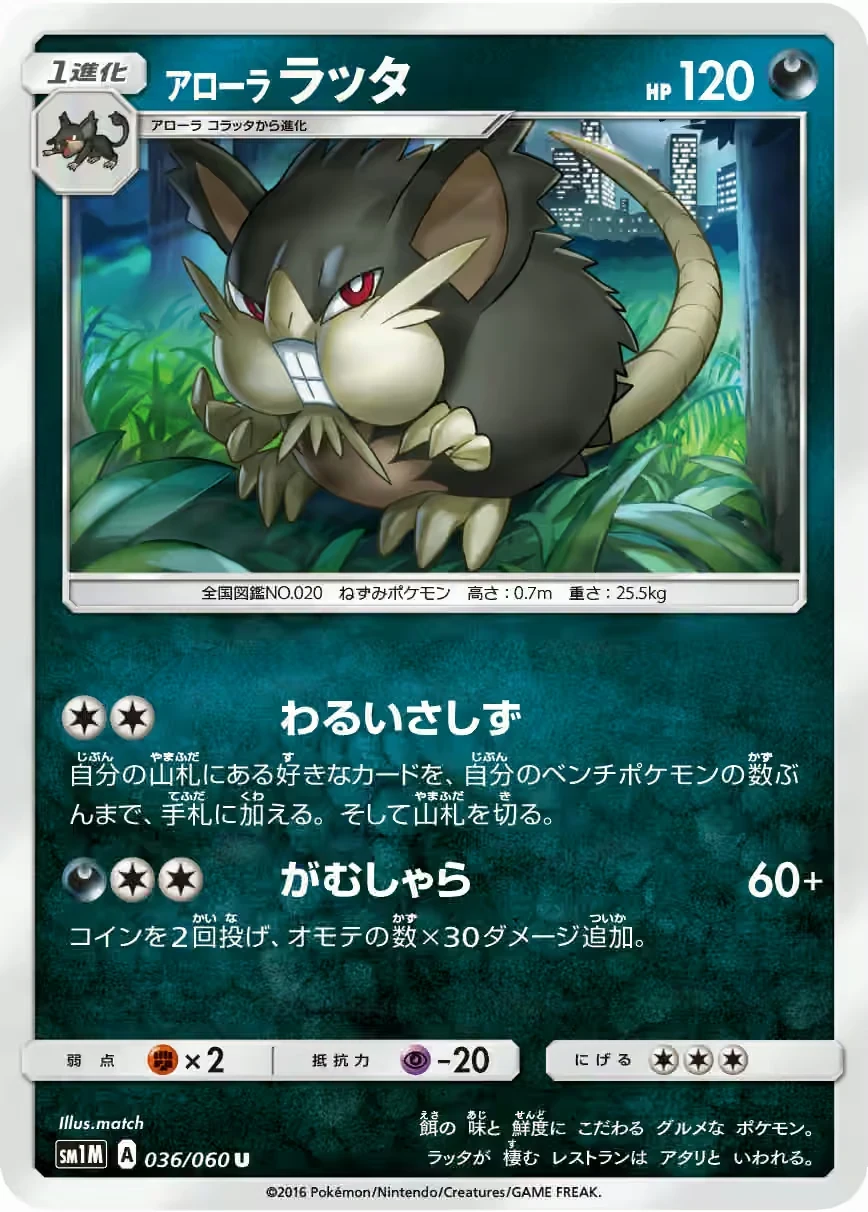 1進化
アローラ ラッタ
HP 120
アローラ コラッタから進化
全国図鑑NO.020 ねずみポケモン 高さ:0.7m 重さ:25.5kg
わるいさしず
自分の山札にある好きなカードを、自分のベンチポケモンの数ぶ
んまで、手札に加える。そして山札を切る。
がむしゃら 60+
コインを2回投げ、オモテの数×30ダメージ追加。
弱点 ×2 抵抗力 -20 にげる
Illus.match
餌の 味と 鮮度に こだわる グルメな ポケモン。
ラッタが 棲む レストランは アタリと いわれる。
SM1M A 036/060 U
©2016 Pokémon/Nintendo/Creatures/GAME FREAK.